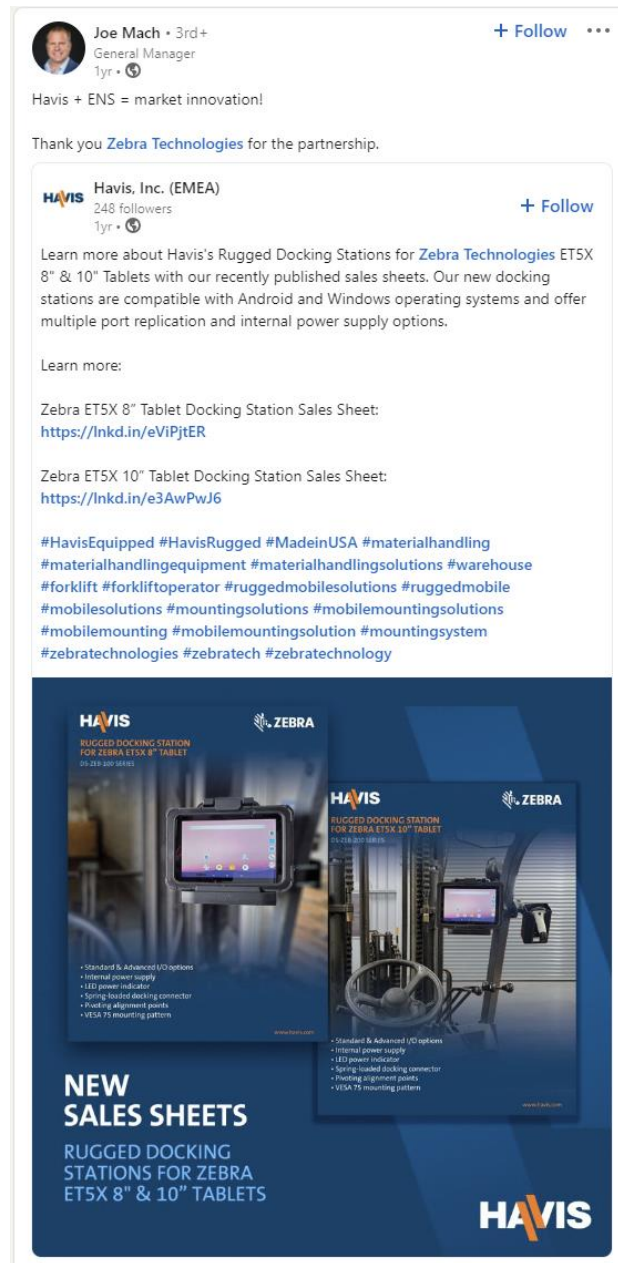 Joe Mach • 3rd+
+ Follow
General Manager
1yr •
Havis + ENS = market innovation!
Thank you Zebra Technologies for the partnership.
HAVIS
Havis, Inc. (EMEA)
248 followers
1yr •
+ Follow
Learn more about Havis's Rugged Docking Stations for Zebra Technologies ET5X
8" & 10" Tablets with our recently published sales sheets. Our new docking
stations are compatible with Android and Windows operating systems and offer
multiple port replication and internal power supply options.
Learn more:
Zebra ET5X 8” Tablet Docking Station Sales Sheet:
https://lnkd.in/eViPjtER
Zebra ET5X 10” Tablet Docking Station Sales Sheet:
https://lnkd.in/e3AwPwJ6
#HavisEquipped #HavisRugged #MadeinUSA #materialhandling
#materialhandlingequipment #materialhandlingsolutions #warehouse
#forklift #forkliftoperator #ruggedmobilesolutions #ruggedmobile
#mobilesolutions #mountingsolutions #mobilemountingsolutions
#mobilemounting #mobilemountingsolution #mountingsystem
#zebratechnologies #zebratech #zebratechnology
HAVIS
ZEBRA
RUGGED DOCKING STATION
FOR ZEBRA ET5X 8" TABLET
DS-ZEB-100 SERIES
• Standard & Advanced I/O options
• Internal power supply
• LED power indicator
• Spring-loaded docking connector
• Pivoting alignment points
• VESA 75 mounting pattern
www.havis.com
HAVIS
ZEBRA
RUGGED DOCKING STATION
FOR ZEBRA ET5X 10" TABLET
DS-ZEB-200 SERIES
• Standard & Advanced I/O options
• Internal power supply
• LED power indicator
• Spring-loaded docking connector
• Pivoting alignment points
• VESA 75 mounting pattern
www.havis.com
NEW
SALES SHEETS
RUGGED DOCKING
STATIONS FOR ZEBRA
ET5X 8" & 10” TABLETS
HAVIS